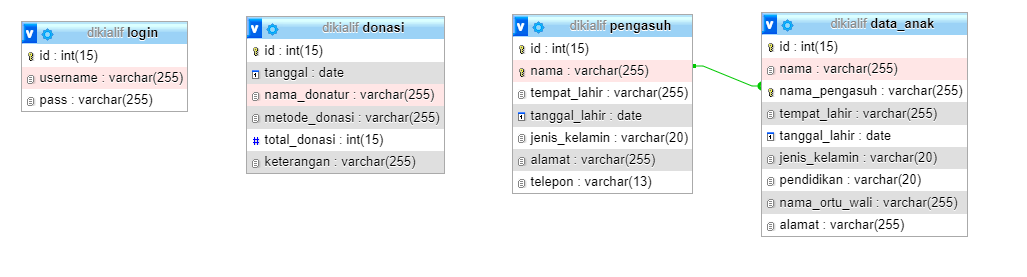 v dikialif login
id : int(15)
username : varchar(255)
pass : varchar(255)
v dikialif donasi
id : int(15)
tanggal : date
nama_donatur : varchar(255)
metode_donasi : varchar(255)
# total_donasi : int(15)
keterangan : varchar(255)
v dikialif pengasuh
id : int(15)
nama : varchar(255)
tempat_lahir : varchar(255)
tanggal_lahir : date
jenis_kelamin : varchar(20)
alamat : varchar(255)
telepon : varchar(13)
v dikialif data_anak
id : int(15)
nama : varchar(255)
nama_pengasuh : varchar(255)
tempat_lahir : varchar(255)
tanggal_lahir : date
jenis_kelamin : varchar(20)
pendidikan : varchar(20)
nama_ortu_wali : varchar(255)
alamat : varchar(255)